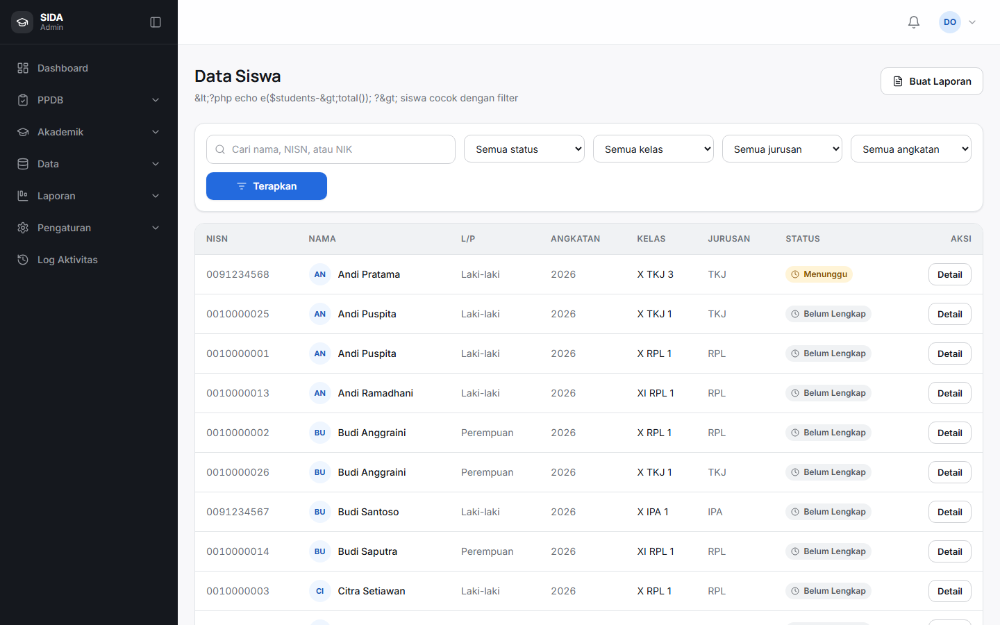 SIDA
Admin
DO
Dashboard
PPDB
Akademik
Data
Laporan
Pengaturan
Log Aktivitas
Data Siswa
&lt;?php echo e($students-&gt;total()); ?&gt; siswa cocok dengan filter
Buat Laporan
Cari nama, NISN, atau NIK
Semua status
Semua kelas
Semua jurusan
Semua angkatan
Terapkan
NISN NAMA L/P ANGKATAN KELAS JURUSAN STATUS AKSI
0091234568 AN Andi Pratama Laki-laki 2026 X TKJ 3 TKJ Menunggu Detail
0010000025 AN Andi Puspita Laki-laki 2026 X TKJ 1 TKJ Belum Lengkap Detail
0010000001 AN Andi Puspita Laki-laki 2026 X RPL 1 RPL Belum Lengkap Detail
0010000013 AN Andi Ramadhani Laki-laki 2026 XI RPL 1 RPL Belum Lengkap Detail
0010000002 BU Budi Anggraini Perempuan 2026 X RPL 1 RPL Belum Lengkap Detail
0010000026 BU Budi Anggraini Perempuan 2026 X TKJ 1 TKJ Belum Lengkap Detail
0091234567 BU Budi Santoso Laki-laki 2026 X IPA 1 IPA Belum Lengkap Detail
0010000014 BU Budi Saputra Perempuan 2026 XI RPL 1 RPL Belum Lengkap Detail
0010000003 CI Citra Setiawan Laki-laki 2026 X RPL 1 RPL Belum Lengkap Detail